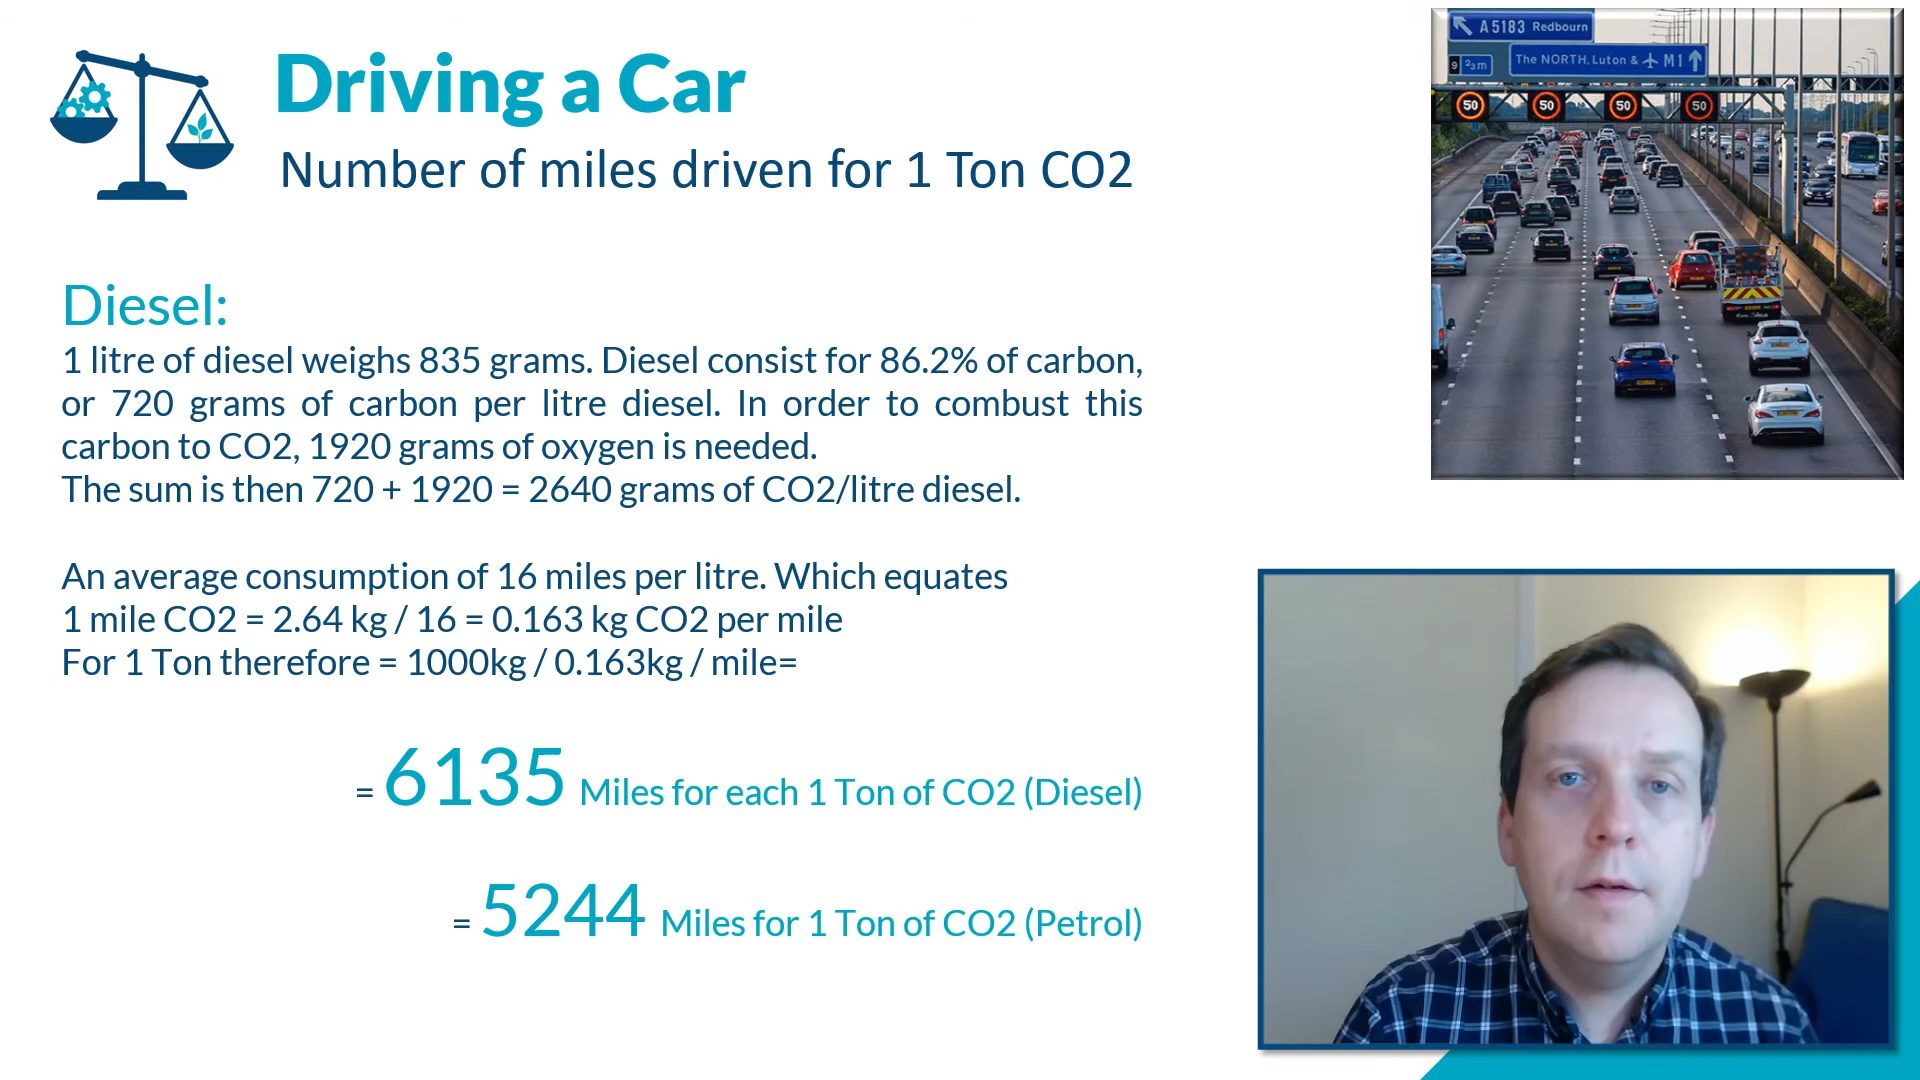 Driving a Car
Number of miles driven for 1 Ton CO2
A5183 Redbourn
The NORTH, Luton & M1
50 50 50 50
Diesel:
1 litre of diesel weighs 835 grams. Diesel consist for 86.2% of carbon,
or 720 grams of carbon per litre diesel. In order to combust this
carbon to CO2, 1920 grams of oxygen is needed.
The sum is then 720 + 1920 = 2640 grams of CO2/litre diesel.
An average consumption of 16 miles per litre. Which equates
1 mile CO2 = 2.64 kg / 16 = 0.163 kg CO2 per mile
For 1 Ton therefore = 1000kg / 0.163kg / mile=
= 6135 Miles for each 1 Ton of CO2 (Diesel)
= 5244 Miles for 1 Ton of CO2 (Petrol)